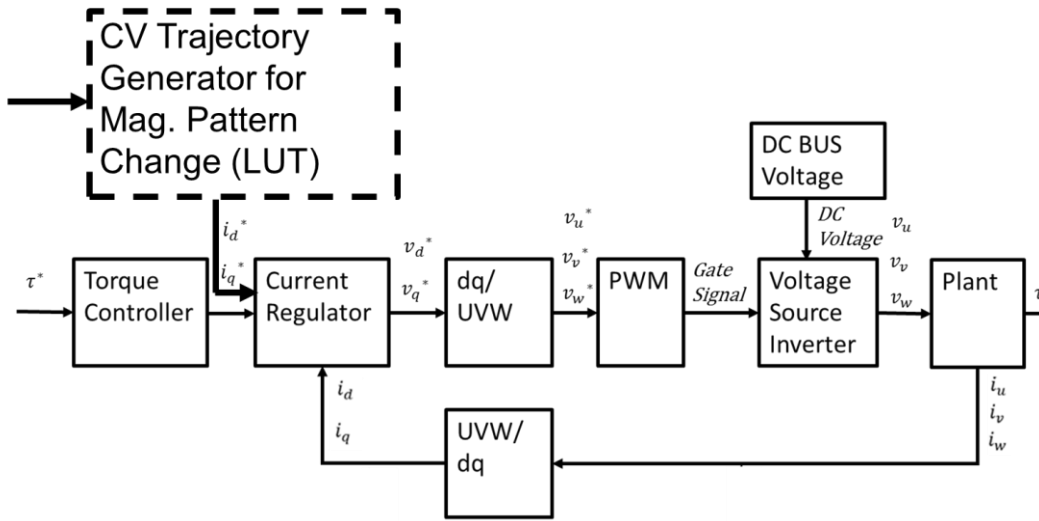 CV Trajectory
Generator for
Mag. Pattern
Change (LUT)
DC BUS
Voltage
DC
Voltage
i_d^*
i_q^*
τ^*
Torque
Controller
Current
Regulator
v_d^*
v_q^*
dq/
UVW
v_u^*
v_v^*
v_w^*
PWM
Gate
Signal
Voltage
Source
Inverter
v_u
v_v
v_w
Plant
i_d
i_q
UVW/
dq
i_u
i_v
i_w